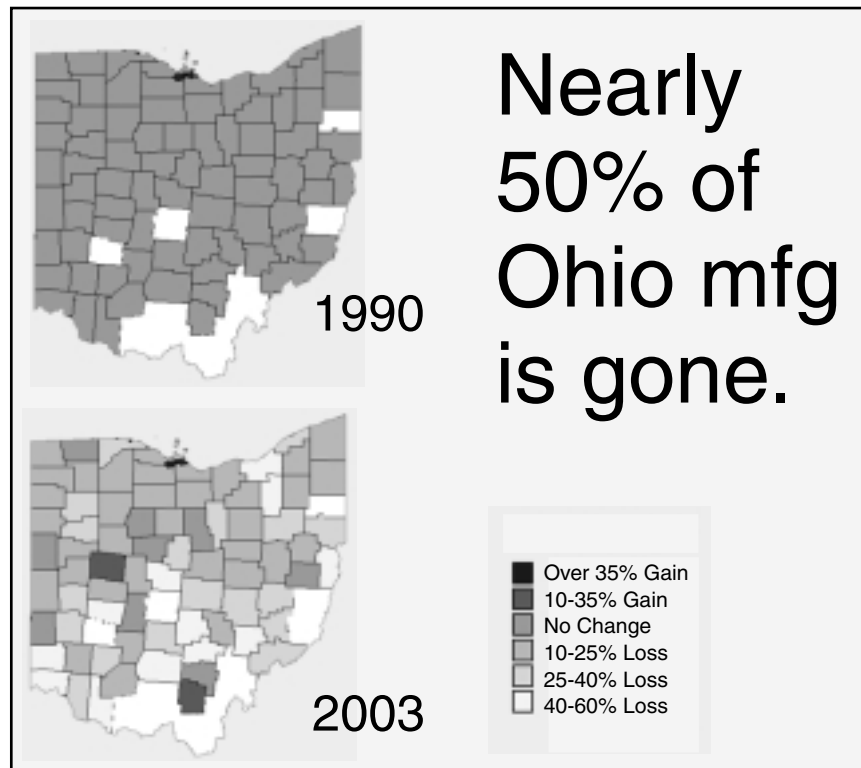 Nearly
50% of
Ohio mfg
is gone.
1990
2003
Over 35% Gain
10-35% Gain
No Change
10-25% Loss
25-40% Loss
40-60% Loss